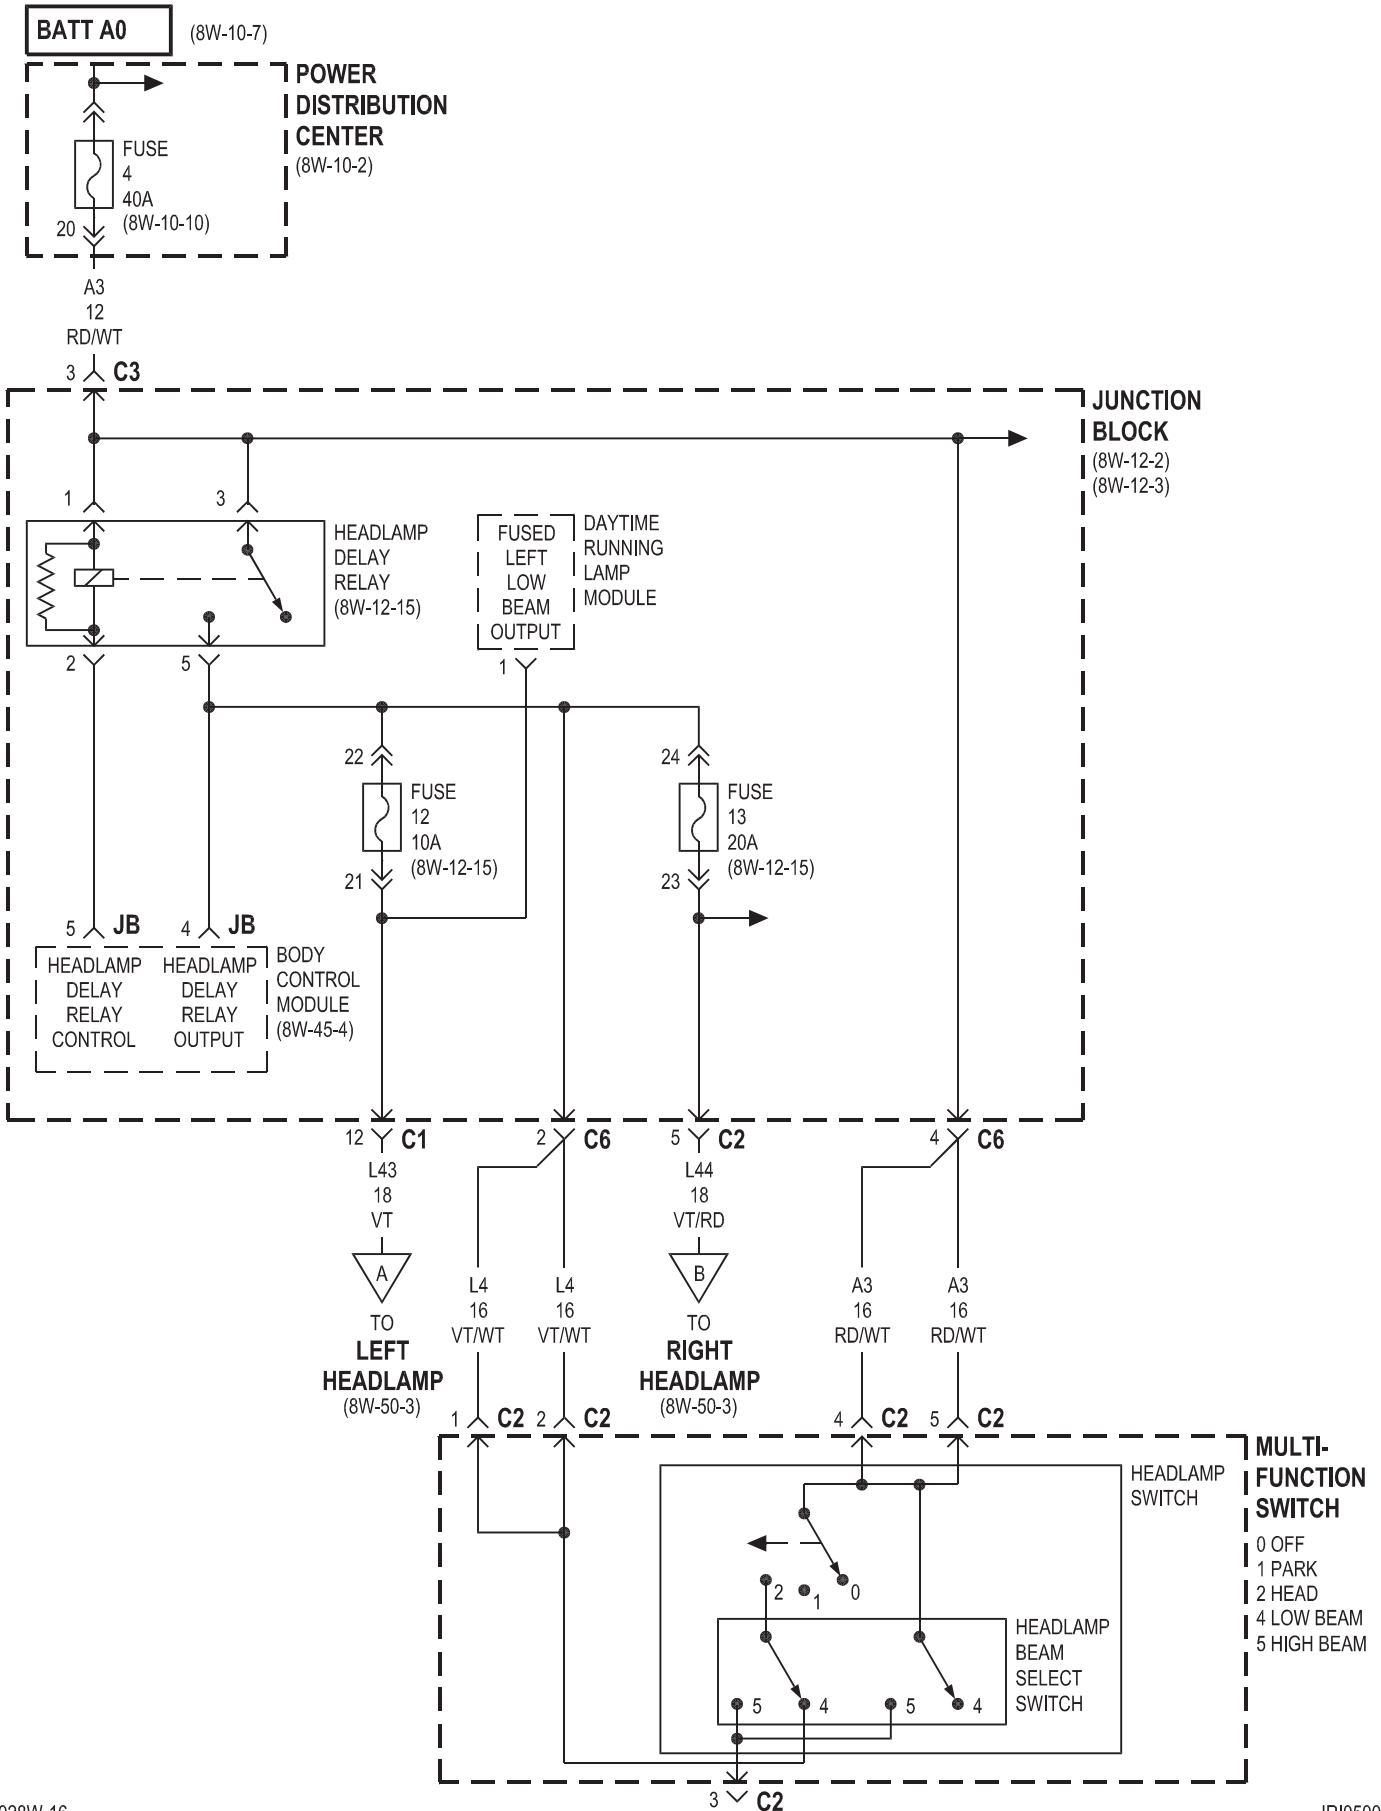 BATT A0
(8W-10-7)
POWER
DISTRIBUTION
CENTER
(8W-10-2)
FUSE
4
40A
(8W-10-10)
20
A3
12
RD/WT
3
C3
JUNCTION
BLOCK
(8W-12-2)
(8W-12-3)
1
3
HEADLAMP
DELAY
RELAY
(8W-12-15)
FUSED
LEFT
LOW
BEAM
OUTPUT
DAYTIME
RUNNING
LAMP
MODULE
2
5
1
22
FUSE
12
10A
(8W-12-15)
21
24
FUSE
13
20A
(8W-12-15)
23
5
JB
4
JB
HEADLAMP
DELAY
RELAY
CONTROL
HEADLAMP
DELAY
RELAY
OUTPUT
BODY
CONTROL
MODULE
(8W-45-4)
12
C1
2
C6
5
C2
4
C6
L43
18
VT
L44
18
VT/RD
A
TO
LEFT
HEADLAMP
(8W-50-3)
L4
16
VT/WT
L4
16
VT/WT
B
TO
RIGHT
HEADLAMP
(8W-50-3)
A3
16
RD/WT
A3
16
RD/WT
1
C2
2
C2
4
C2
5
C2
HEADLAMP
SWITCH
MULTI-
FUNCTION
SWITCH
0 OFF
1 PARK
2 HEAD
4 LOW BEAM
5 HIGH BEAM
2
1
0
HEADLAMP
BEAM
SELECT
SWITCH
5
4
5
4
3
C2